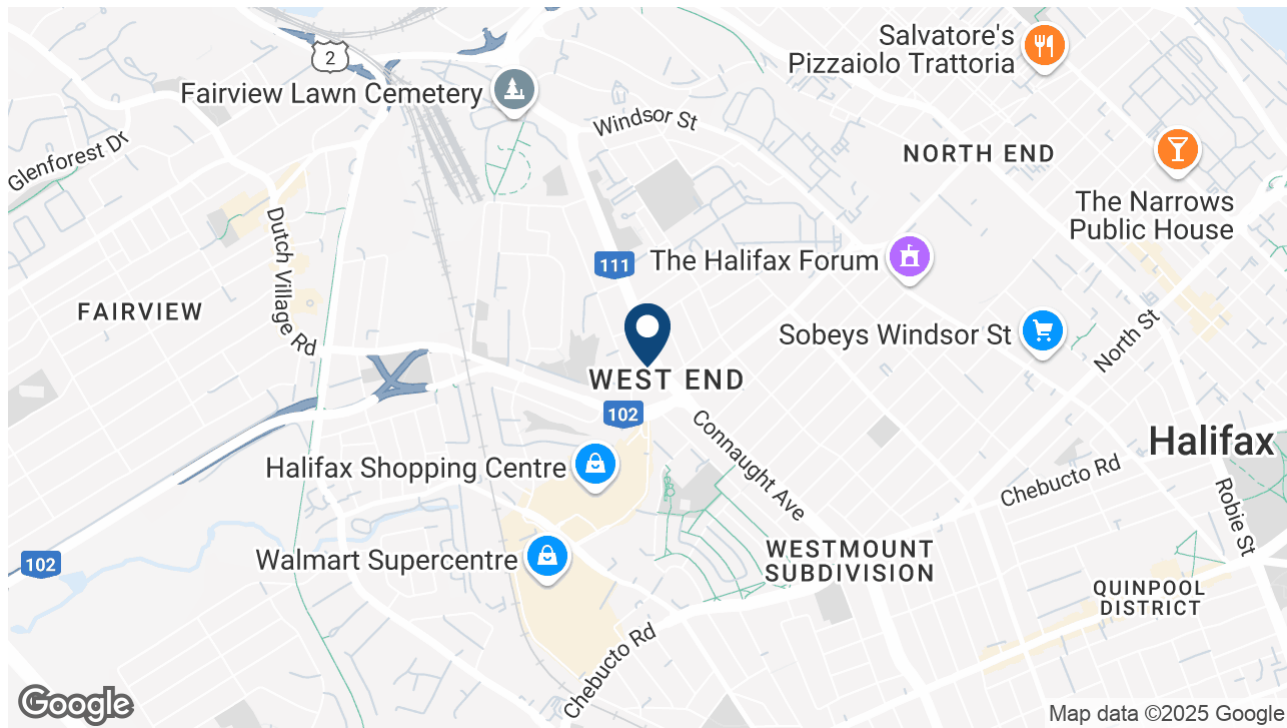 Salvatore's
Pizzaiolo Trattoria
2
Fairview Lawn Cemetery
Windsor St
Glenforest Dr
NORTH END
The Narrows
Public House
Dutch Village Rd
111
The Halifax Forum
FAIRVIEW
Sobeys Windsor St
North St
WEST END
102
Connaught Ave
Halifax
Halifax Shopping Centre
Chebucto Rd
Robie St
102
Walmart Supercentre
WESTMOUNT
SUBDIVISION
QUINPOOL
DISTRICT
Chebucto Rd
Google
Map data ©2025 Google